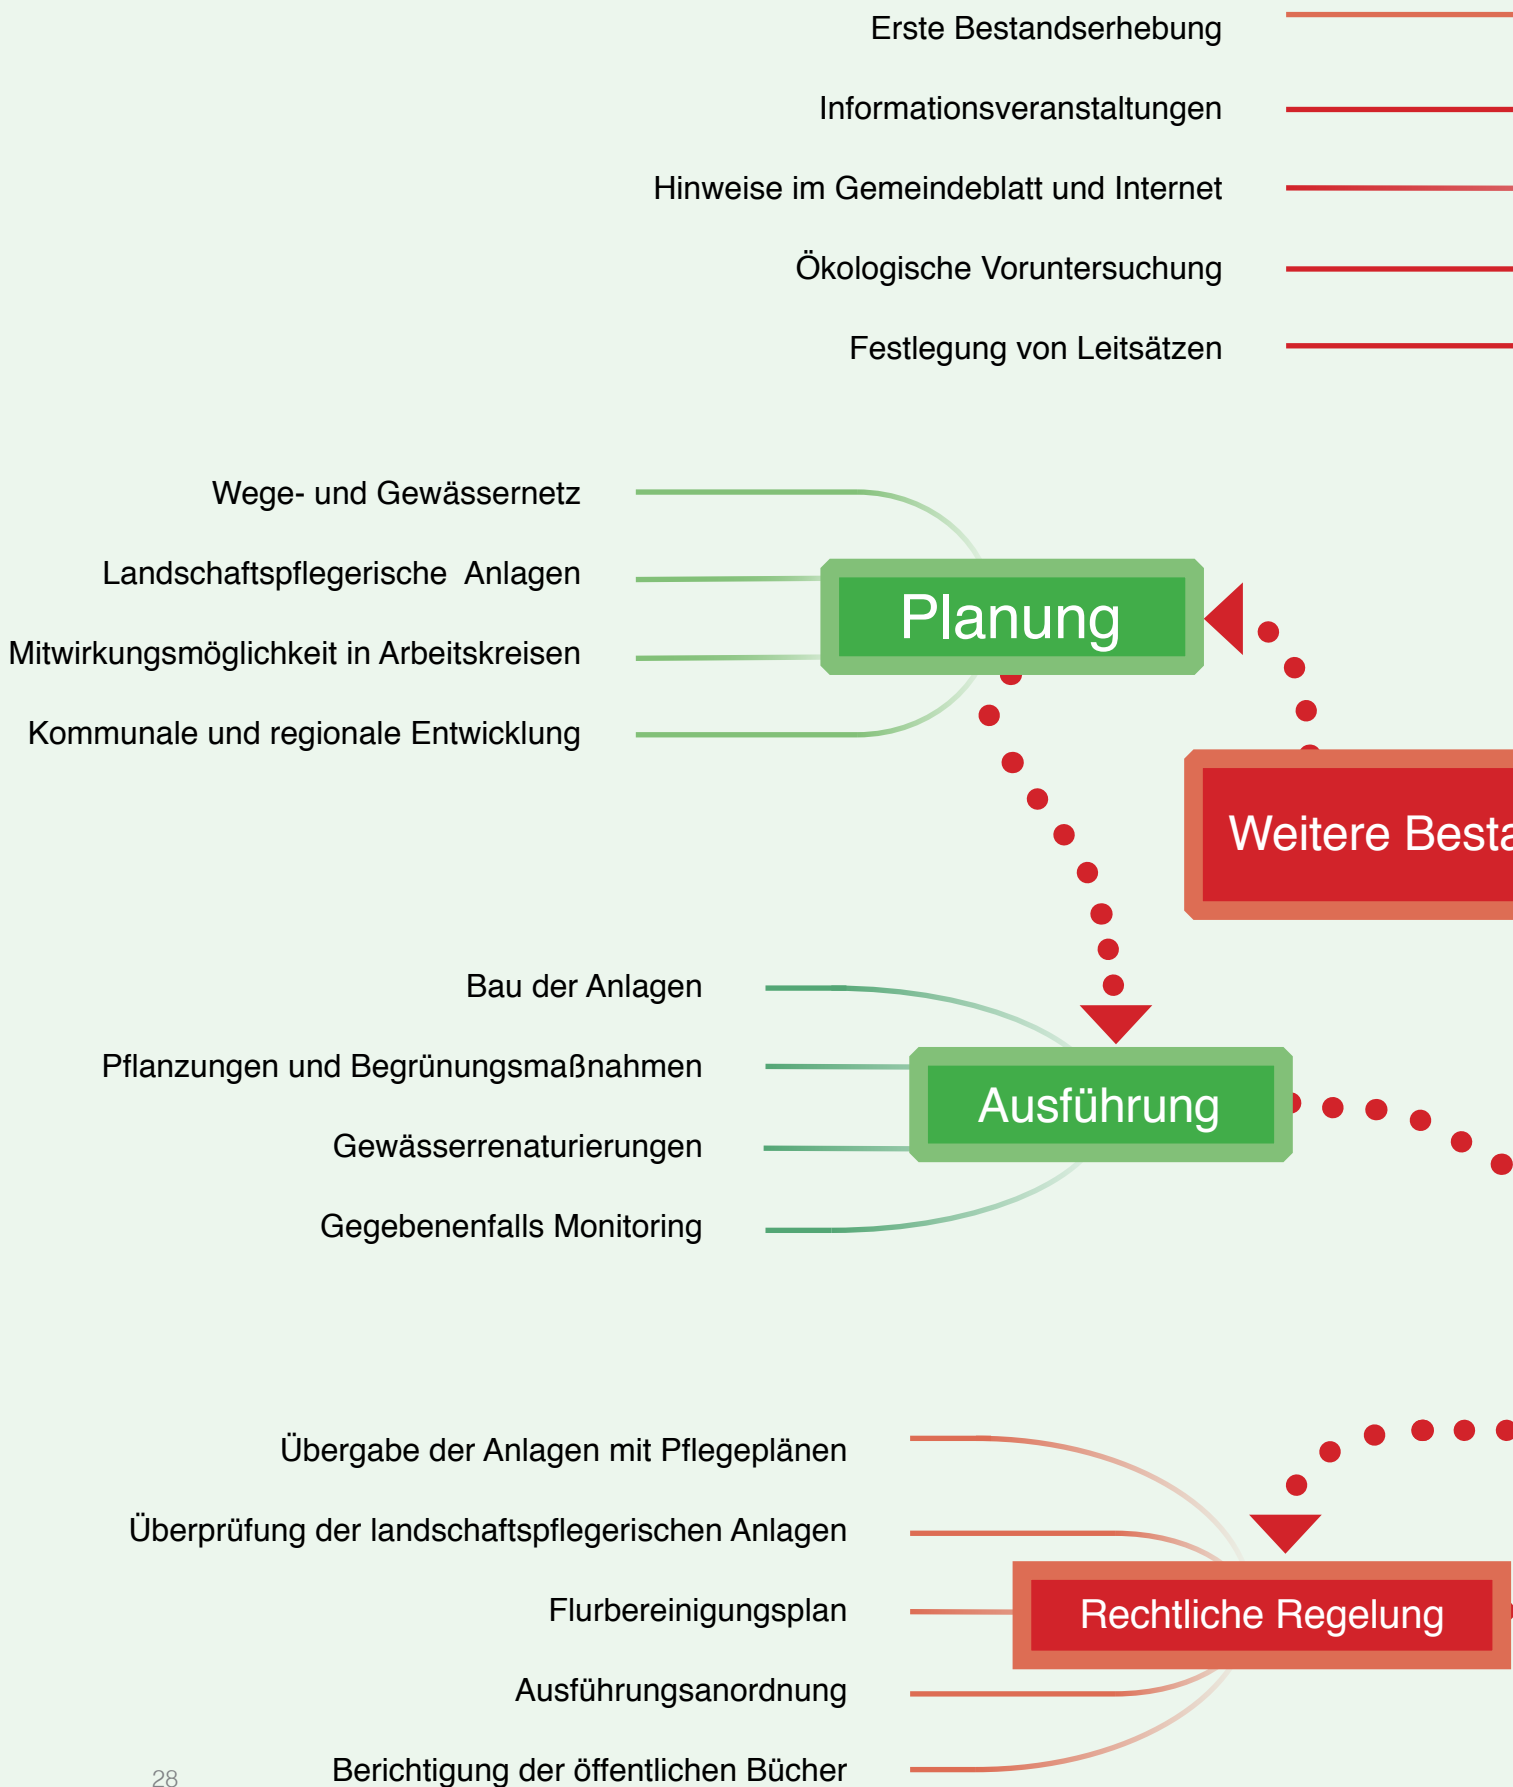 Erste Bestandserhebung
Informationsveranstaltungen
Hinweise im Gemeindeblatt und Internet
Ökologische Voruntersuchung
Festlegung von Leitsätzen
Wege- und Gewässernetz
Landschaftspflegerische Anlagen
Mitwirkungsmöglichkeit in Arbeitskreisen
Kommunale und regionale Entwicklung
Planung
Weitere Besta
Bau der Anlagen
Pflanzungen und Begrünungsmaßnahmen
Gewässerrenaturierungen
Gegebenenfalls Monitoring
Ausführung
Übergabe der Anlagen mit Pflegeplänen
Überprüfung der landschaftspflegerischen Anlagen
Flurbereinigungsplan
Ausführungsanordnung
Berichtigung der öffentlichen Bücher
Rechtliche Regelung
28